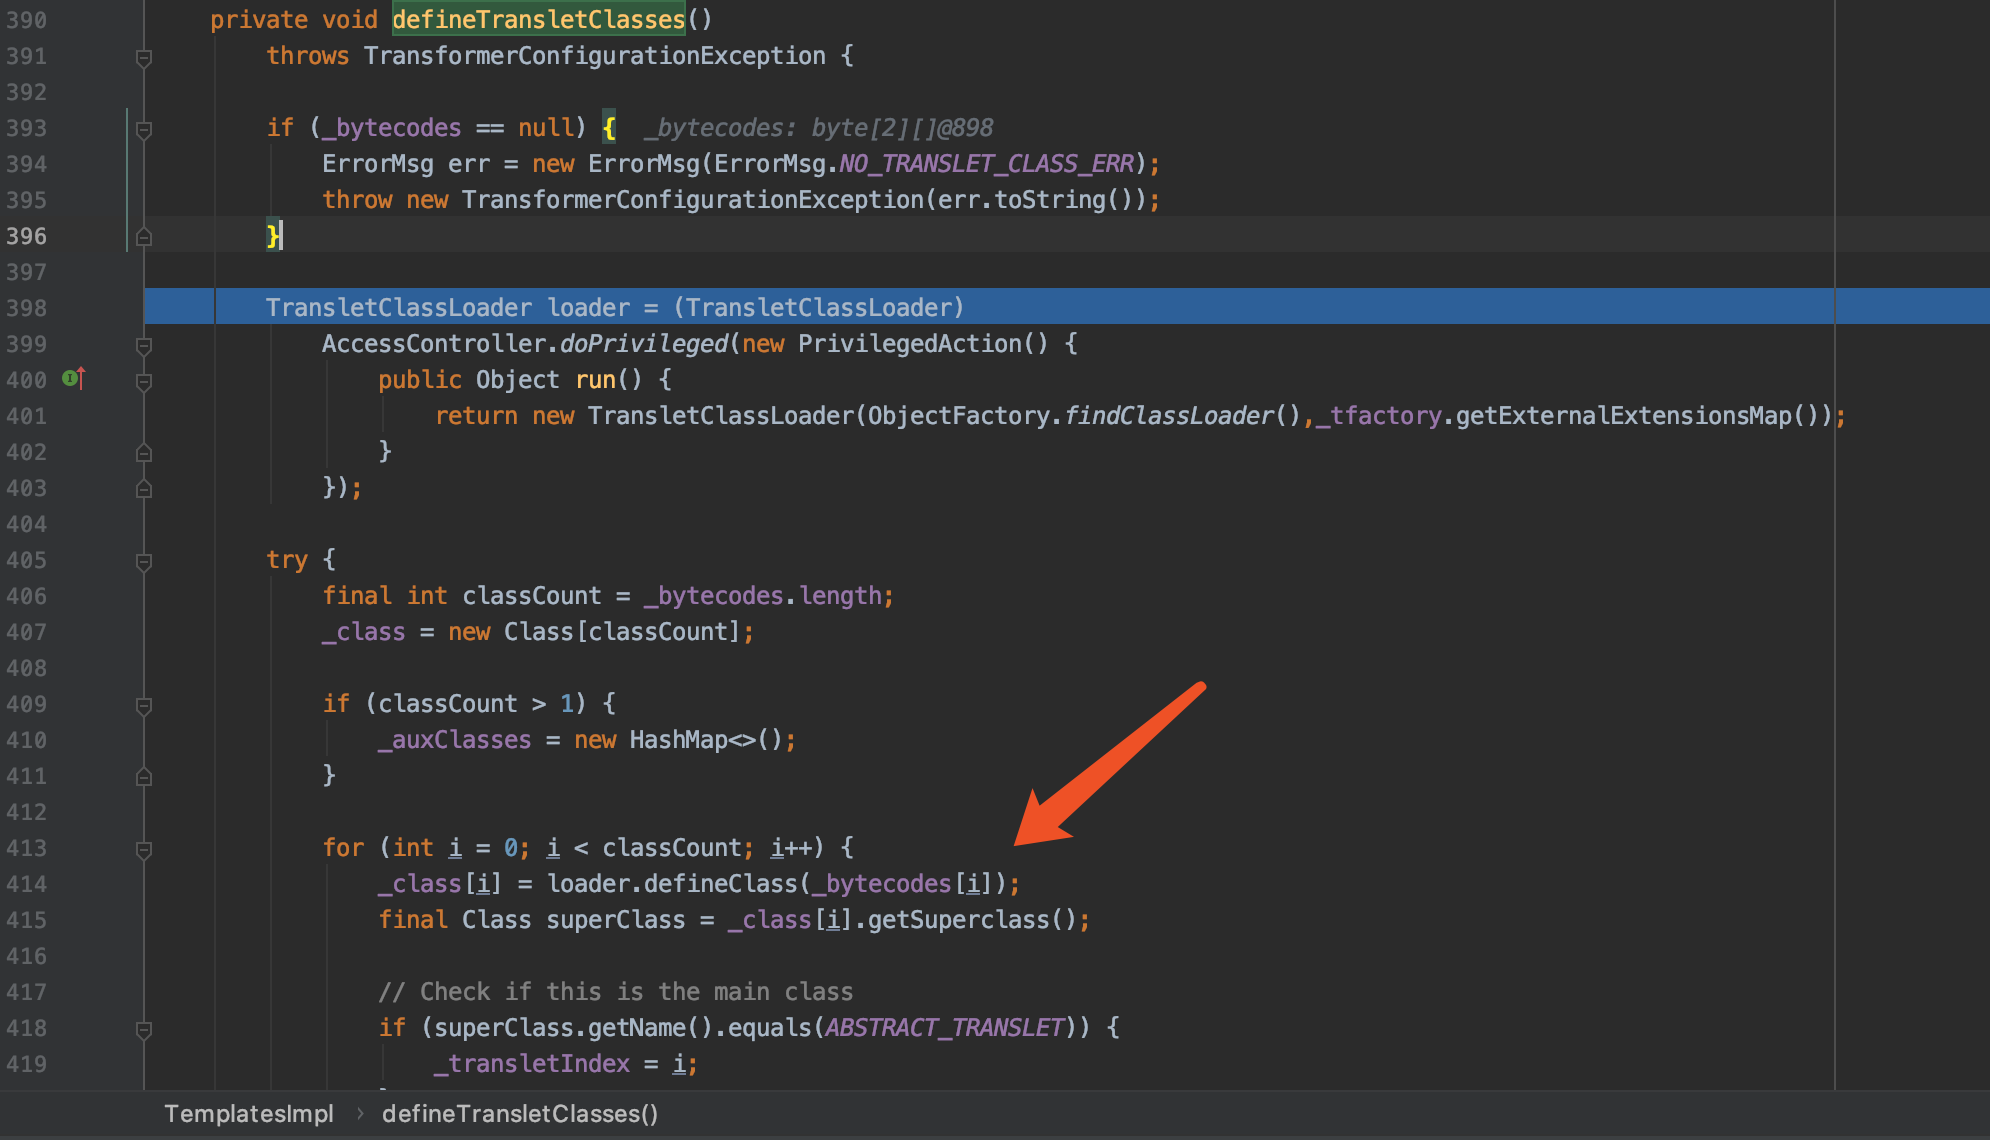 390 private void defineTransletClasses()
391 throws TransformerConfigurationException {
392
393 if (_bytecodes == null) { _bytecodes: byte[2][]@898
394 ErrorMsg err = new ErrorMsg(ErrorMsg.NO_TRANSLET_CLASS_ERR);
395 throw new TransformerConfigurationException(err.toString());
396 }
397
398 TransletClassLoader loader = (TransletClassLoader)
399 AccessController.doPrivileged(new PrivilegedAction() {
400 public Object run() {
401 return new TransletClassLoader(ObjectFactory.findClassLoader(),_tfactory.getExternalExtensionsMap());
402 }
403 });
404
405 try {
406 final int classCount = _bytecodes.length;
407 _class = new Class[classCount];
408
409 if (classCount > 1) {
410 _auxClasses = new HashMap<>();
411 }
412
413 for (int i = 0; i < classCount; i++) {
414 _class[i] = loader.defineClass(_bytecodes[i]);
415 final Class superClass = _class[i].getSuperclass();
416
417 // Check if this is the main class
418 if (superClass.getName().equals(ABSTRACT_TRANSLET)) {
419 _transletIndex = i;
TemplatesImpl › defineTransletClasses()